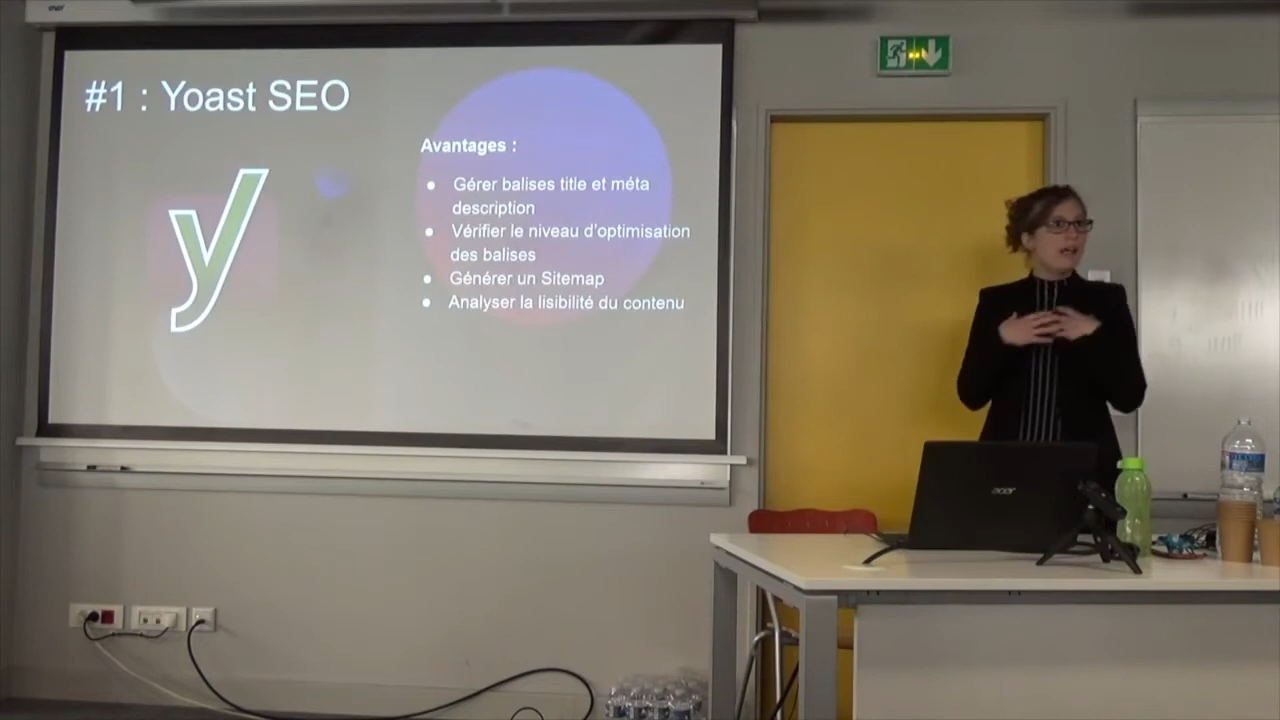 #1 : Yoast SEO
y
Avantages :
● Gérer balises title et méta
description
● Vérifier le niveau d'optimisation
des balises
● Générer un Sitemap
● Analyser la lisibilité du contenu
acer